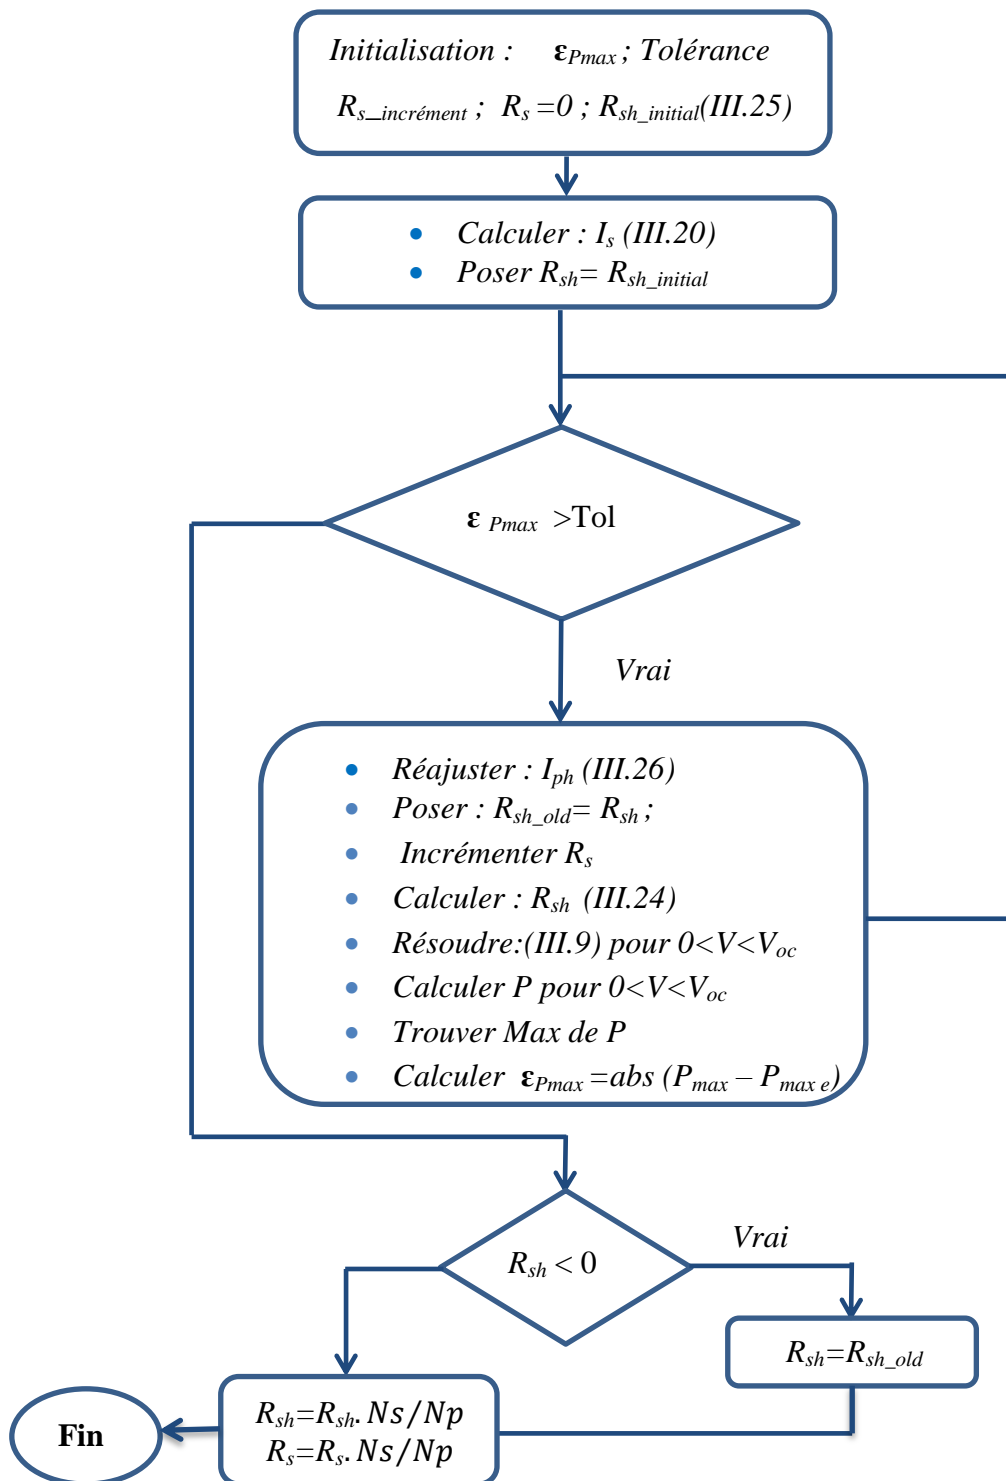 Initialisation : εPmax ; Tolérance
Rs_incrément ; Rs =0 ; Rsh_initial(III.25)
• Calculer : Is (III.20)
• Poser Rsh= Rsh_initial
ε Pmax >Tol
Vrai
• Réajuster : Iph (III.26)
• Poser : Rsh_old= Rsh ;
• Incrémenter Rs
• Calculer : Rsh (III.24)
• Résoudre:(III.9) pour 0<V<Voc
• Calculer P pour 0<V<Voc
• Trouver Max de P
• Calculer εPmax =abs (Pmax – Pmax e)
Vrai
Rsh < 0
Rsh=Rsh_old
Rsh=Rsh. Ns/Np
Rs=Rs. Ns/Np
Fin